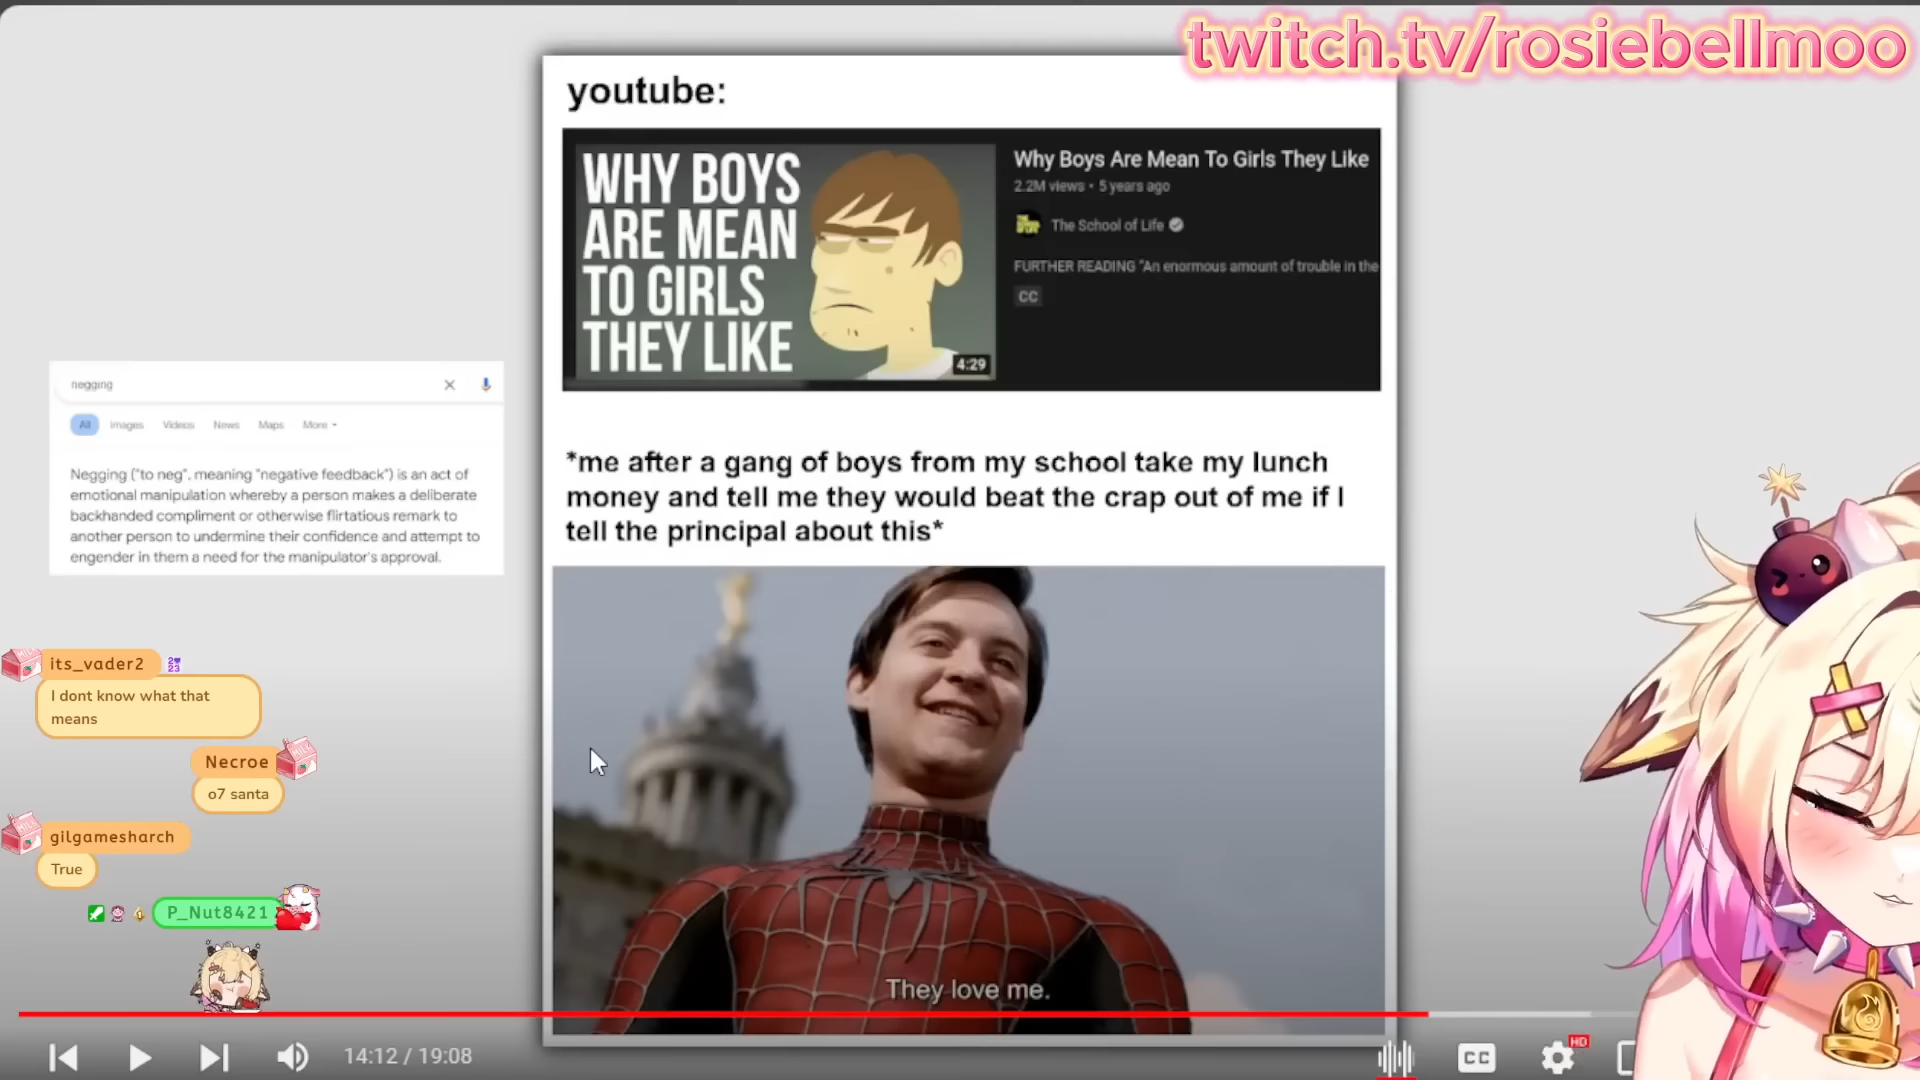 twitch.tv/rosiebellmoo
youtube:
WHY BOYS
ARE MEAN
TO GIRLS
THEY LIKE
4:29
Why Boys Are Mean To Girls They Like
2.2M views • 5 years ago
The School of Life
FURTHER READING "An enormous amount of trouble in the
CC
negging
All Images Videos News Maps More
Negging ("to neg", meaning "negative feedback") is an act of
emotional manipulation whereby a person makes a deliberate
backhanded compliment or otherwise flirtatious remark to
another person to undermine their confidence and attempt to
engender in them a need for the manipulator's approval.
*me after a gang of boys from my school take my lunch
money and tell me they would beat the crap out of me if I
tell the principal about this*
They love me.
its_vader2
I dont know what that
means
Necroe
o7 santa
gilgamesharch
True
P_Nut8421
14:12 / 19:08
CC
HD